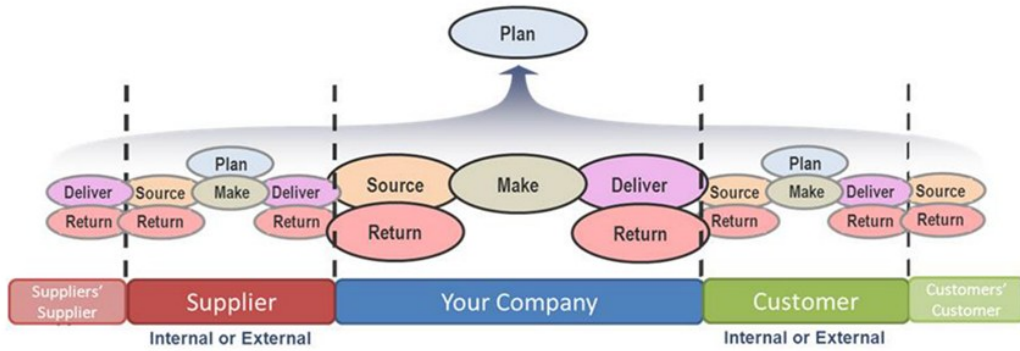 Plan
Plan
Plan
Deliver
Source
Make
Deliver
Source
Make
Deliver
Source
Make
Deliver
Source
Return
Return
Return
Return
Return
Return
Return
Return
Suppliers'
Supplier
Supplier
Your Company
Customer
Customers'
Customer
Internal or External
Internal or External